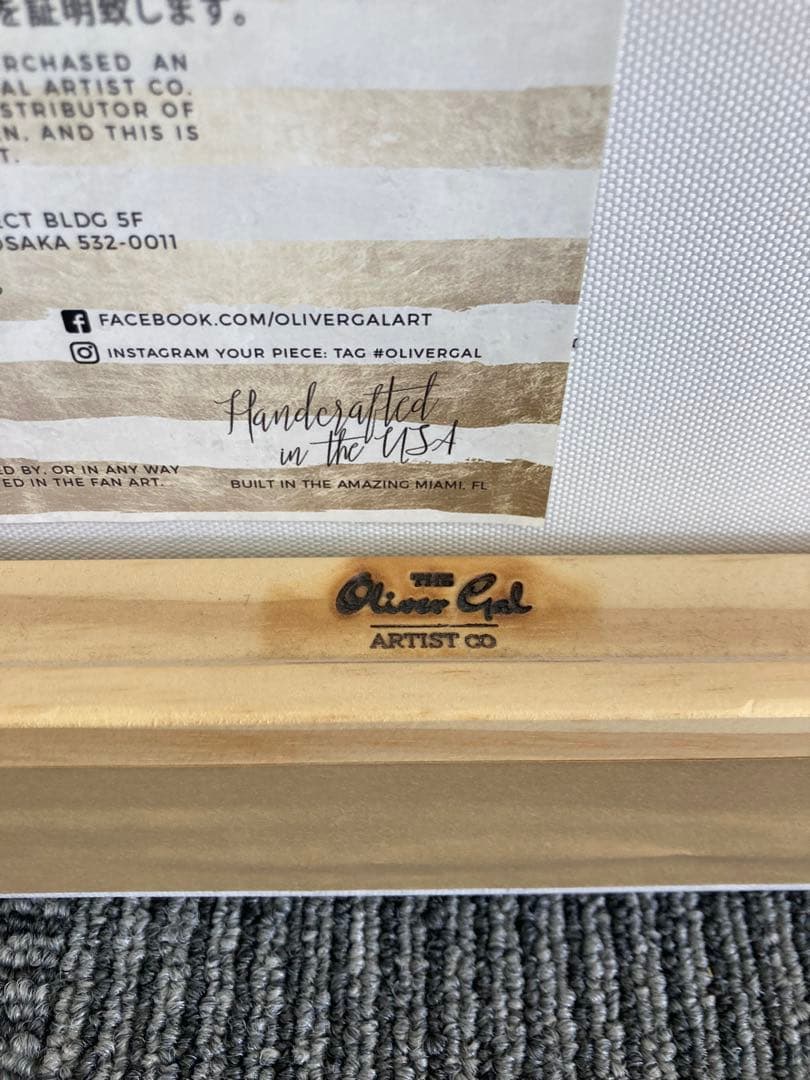 を証明致します。
RCHASED AN
AL ARTIST CO.
STRIBUTOR OF
N. AND THIS IS
T.
ECT BLDG 5F
OSAKA 532-0011
FACEBOOK.COM/OLIVERGALART
INSTAGRAM YOUR PIECE: TAG #OLIVERGAL
Handcrafted
in the USA
ED BY, OR IN ANY WAY
ED IN THE FAN ART.
BUILT IN THE AMAZING MIAMI, FL
THE
Oliver Gal
ARTIST CO